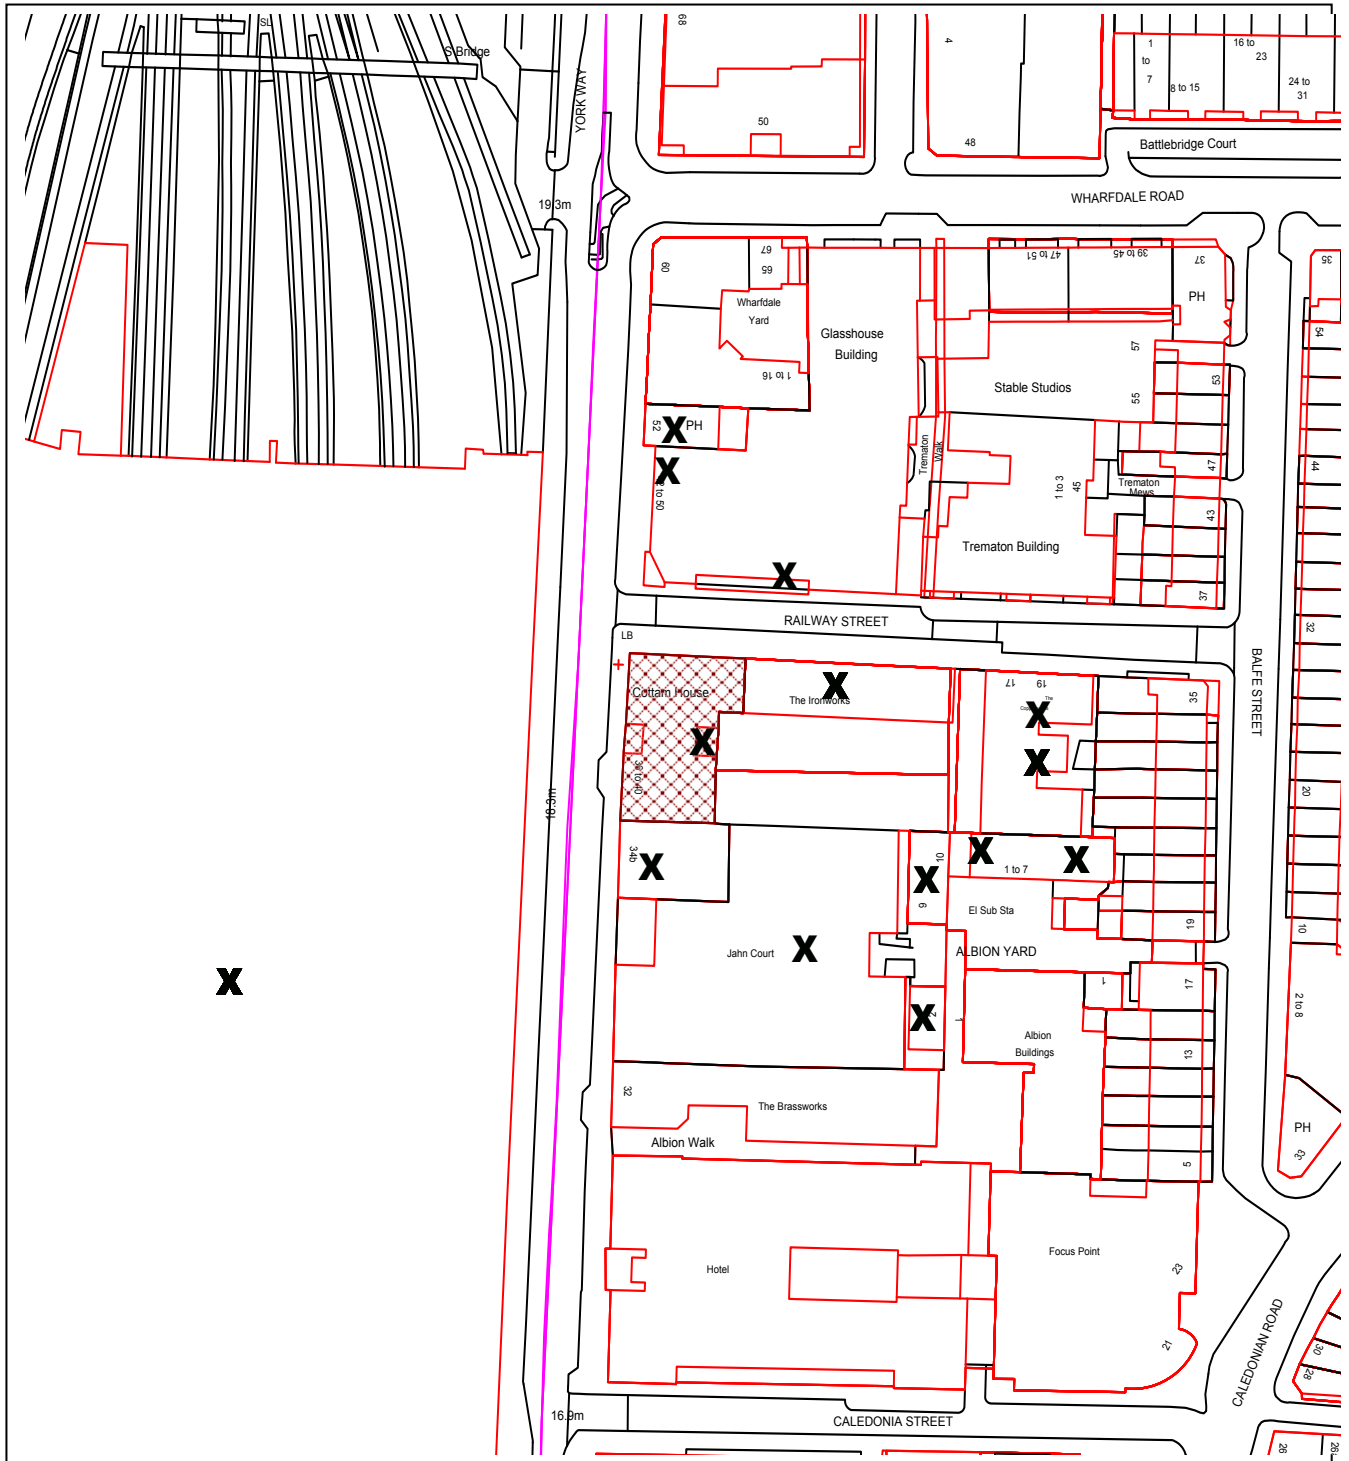 SL
S Bridge
YORK WAY
68
4
1
to
7
8 to 15
16 to
23
24 to
31
50
48
Battlebridge Court
19.3m
WHARFDALE ROAD
60
67
65
Wharfdale
Yard
Glasshouse
Building
47 to 51
39 to 45
37
PH
35
54
1 to 16
57
53
Stable Studios
55
52
X
PH
X
to 50
Trematon
Walk
1 to 3
45
Trematon
Mews
47
44
43
Trematon Building
X
37
RAILWAY STREET
LB
32
BALFE STREET
Cottam House
The Ironworks
X
17
19
The
X
35
X
X
18.3m
20
34b
X
10
X
9
X
1 to 7
X
El Sub Sta
19
10
Jahn Court
X
ALBION YARD
X
X
2
1
1
17
2 to 8
Albion
Buildings
13
32
The Brassworks
Albion Walk
PH
33
5
Hotel
Focus Point
23
21
CALEDONIAN ROAD
30
28
16.9m
CALEDONIA STREET
26